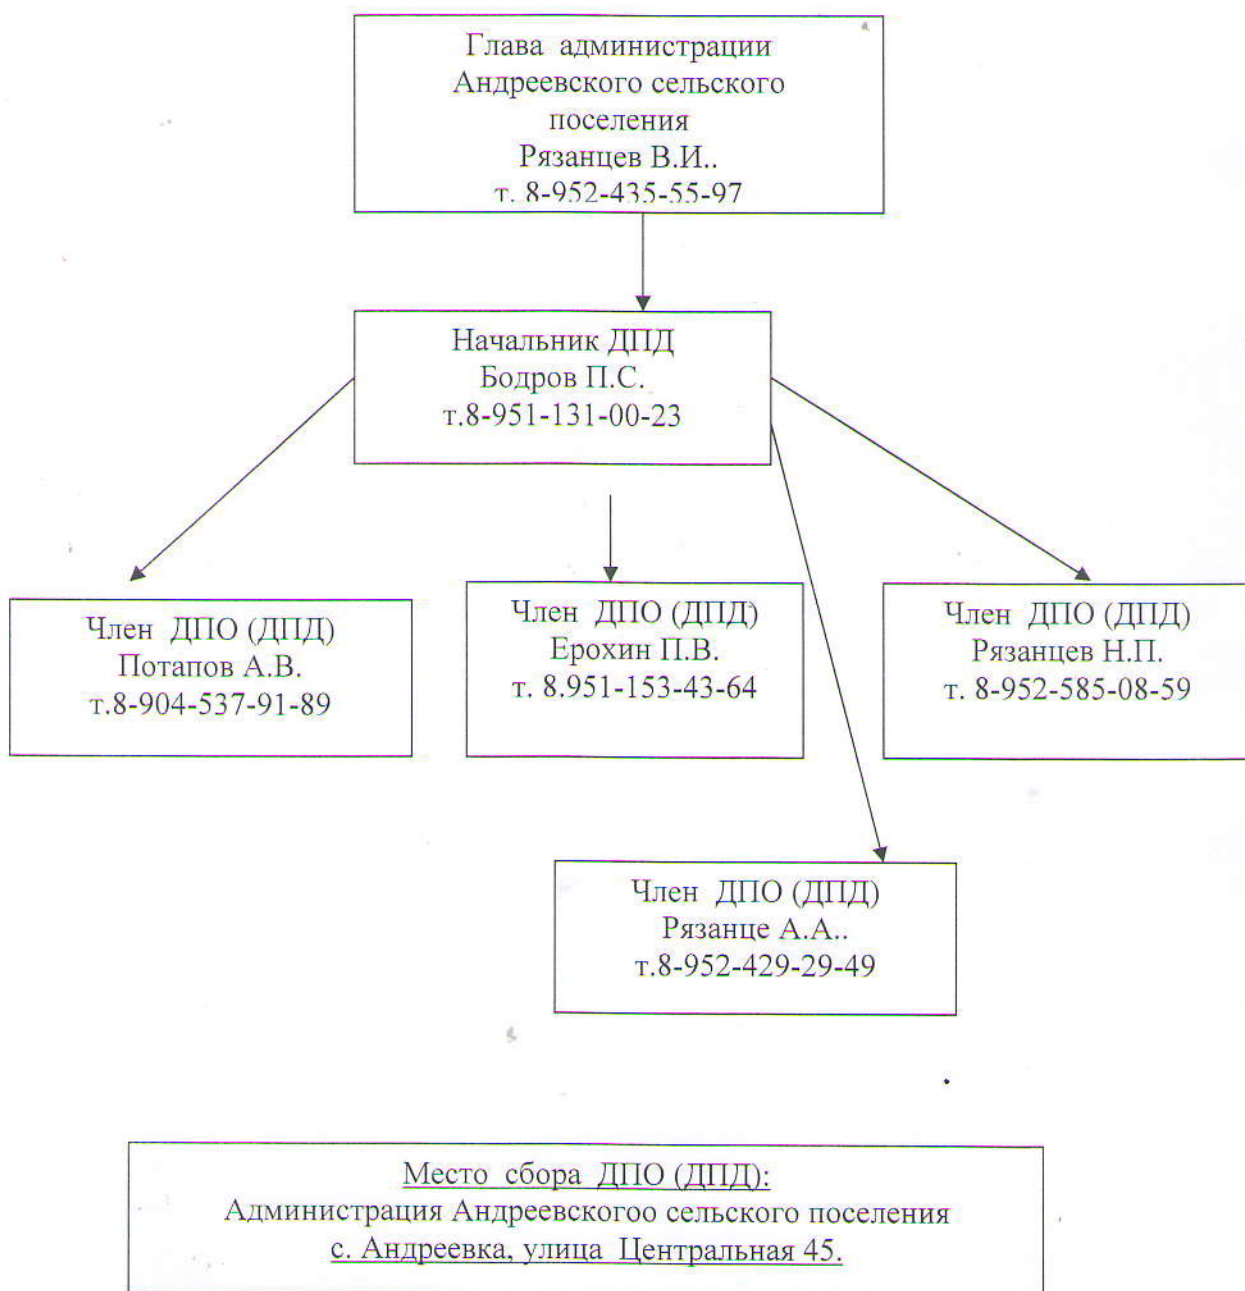 Глава администрации
Андреевского сельского
поселения
Рязанцев В.И..
т. 8-952-435-55-97
Начальник ДПД
Бодров П.С.
т.8-951-131-00-23
Член ДПО (ДПД)
Потапов А.В.
т.8-904-537-91-89
Член ДПО (ДПД)
Ерохин П.В.
т. 8.951-153-43-64
Член ДПО (ДПД)
Рязанцев Н.П.
т. 8-952-585-08-59
Член ДПО (ДПД)
Рязанце А.А..
т.8-952-429-29-49
Место сбора ДПО (ДПД):
Администрация Андреевскогоо сельского поселения
с. Андреевка, улица Центральная 45.